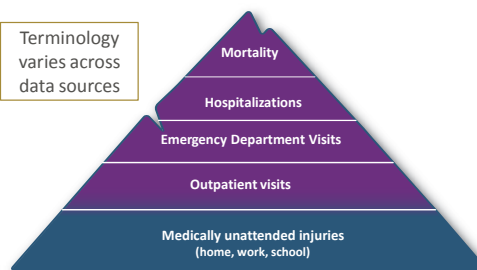 Terminology
varies across
data sources
Mortality
Hospitalizations
Emergency Department Visits
Outpatient visits
Medically unattended injuries
(home, work, school)